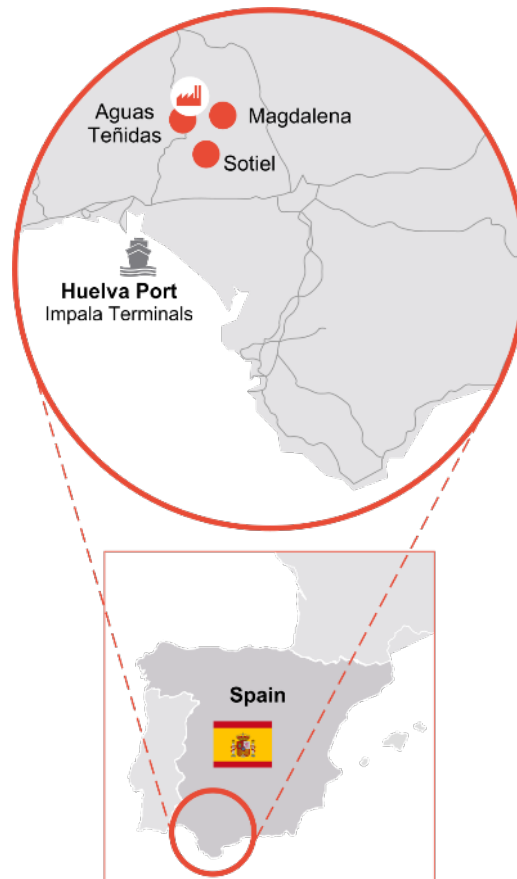 Aguas
Teñidas
Magdalena
Sotiel
Huelva Port
Impala Terminals
Spain